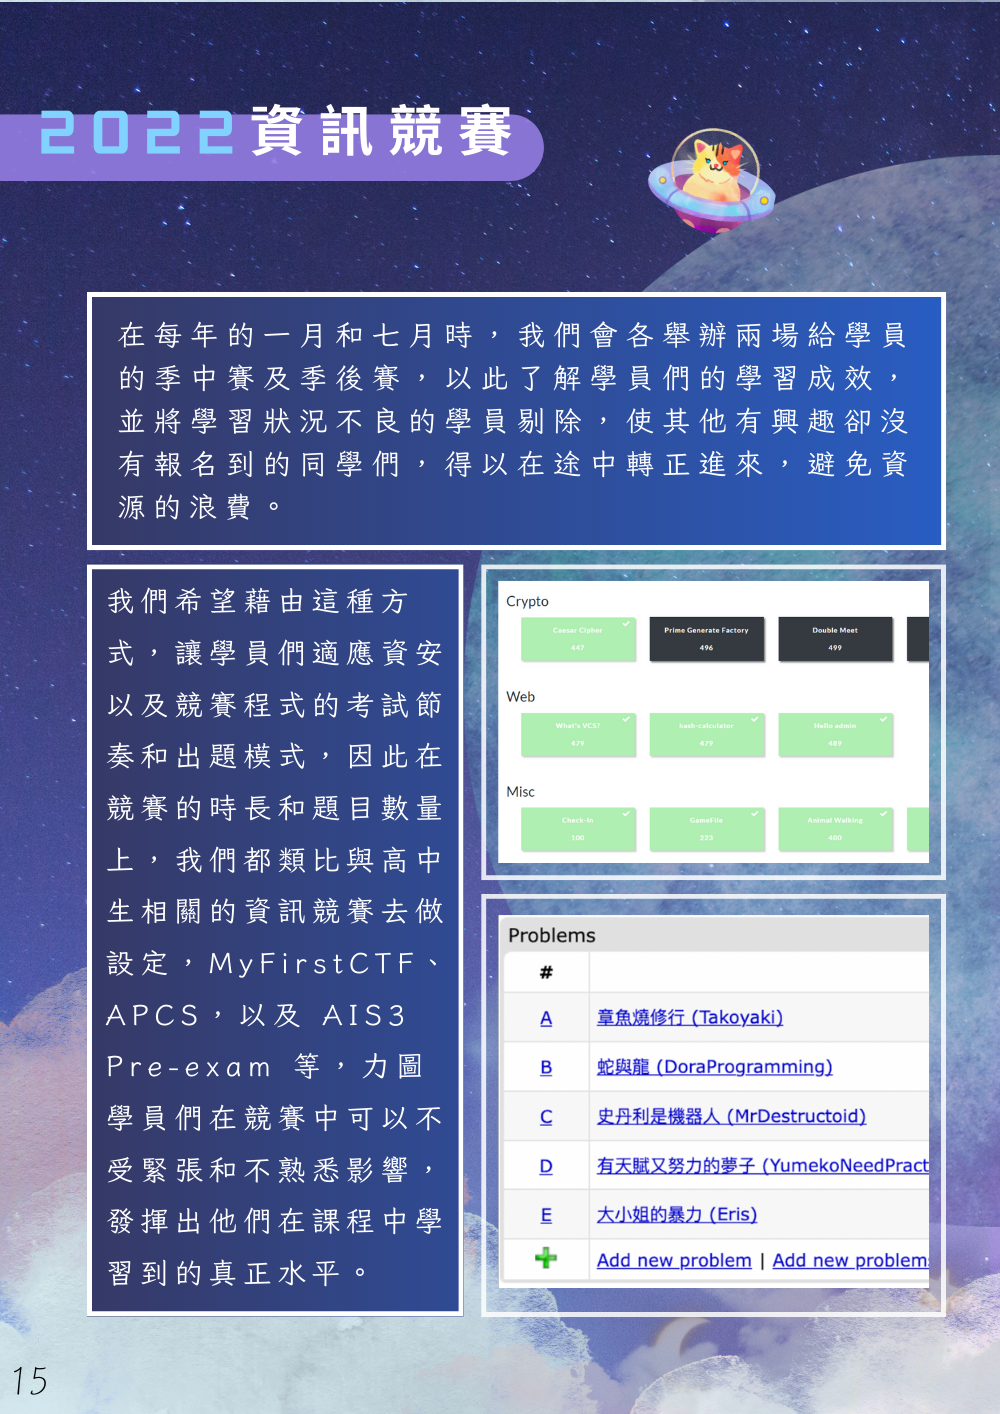 2022資訊競賽
在每年的一月和七月時，我們會各舉辦兩場給學員
的季中賽及季後賽，以此了解學員們的學習成效，
並將學習狀況不良的學員剔除，使其他有興趣卻沒
有報名到的同學們，得以在途中轉正進來，避免資
源的浪費。
我們希望藉由這種方
式，讓學員們適應資安
以及競賽程式的考試節
奏和出題模式，因此在
競賽的時長和題目數量
上，我們都類比與高中
生相關的資訊競賽去做
設定，MyFirstCTF、
APCS，以及 AIS3
Pre-exam 等，力圖
學員們在競賽中可以不
受緊張和不熟悉影響，
發揮出他們在課程中學
習到的真正水平。
Crypto
Caesar Cipher
447
Prime Generate Factory
496
Double Meet
499
Web
What's VCS?
479
hash-calculator
479
Hello admin
489
Misc
Check-In
100
GameFile
223
Animal Walking
400
Problems
#
A 章魚燒修行 (Takoyaki)
B 蛇與龍 (DoraProgramming)
C 史丹利是機器人 (MrDestructoid)
D 有天賦又努力的夢子 (YumekoNeedPract
E 大小姐的暴力 (Eris)
Add new problem | Add new problems
15